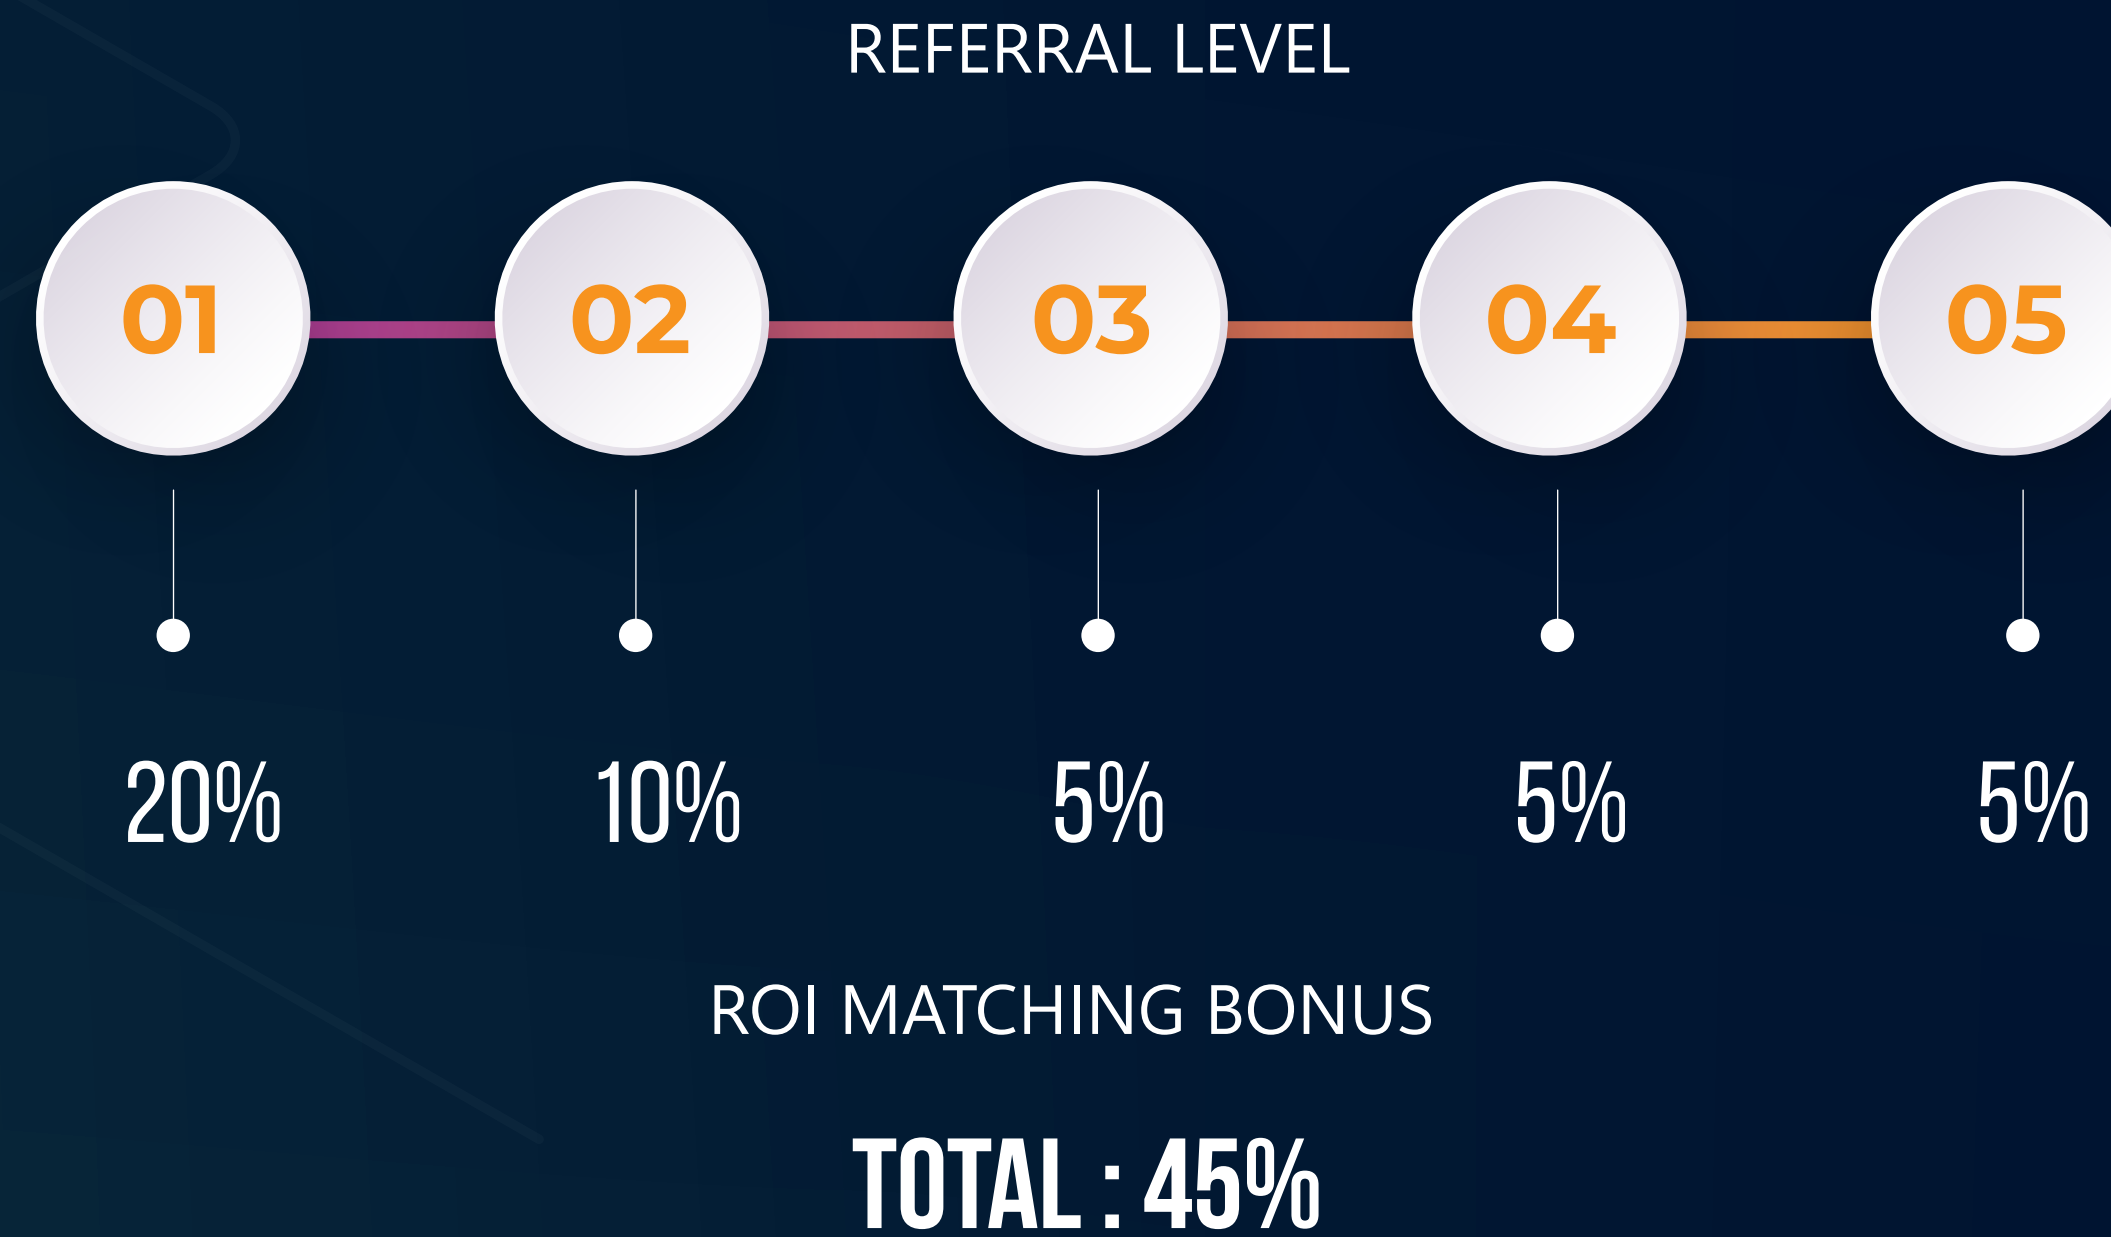 REFERRAL LEVEL
01 02 03 04 05
20% 10% 5% 5% 5%
ROI MATCHING BONUS
TOTAL : 45%